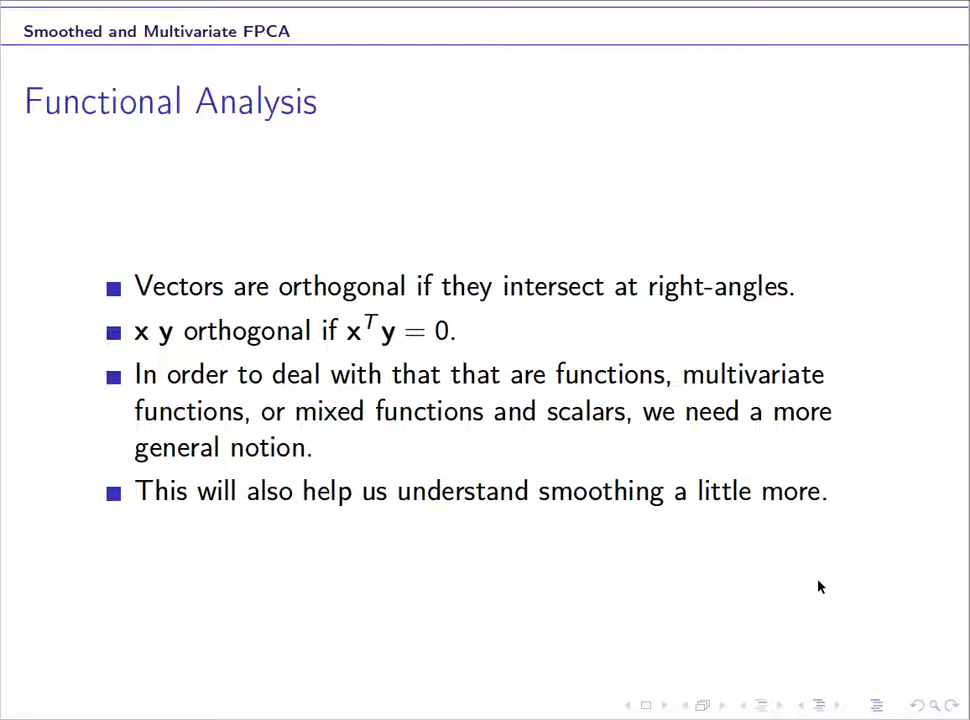 Smoothed and Multivariate FPCA
Functional Analysis
Vectors are orthogonal if they intersect at right-angles.
x y orthogonal if x^T y = 0.
In order to deal with that that are functions, multivariate
functions, or mixed functions and scalars, we need a more
general notion.
This will also help us understand smoothing a little more.